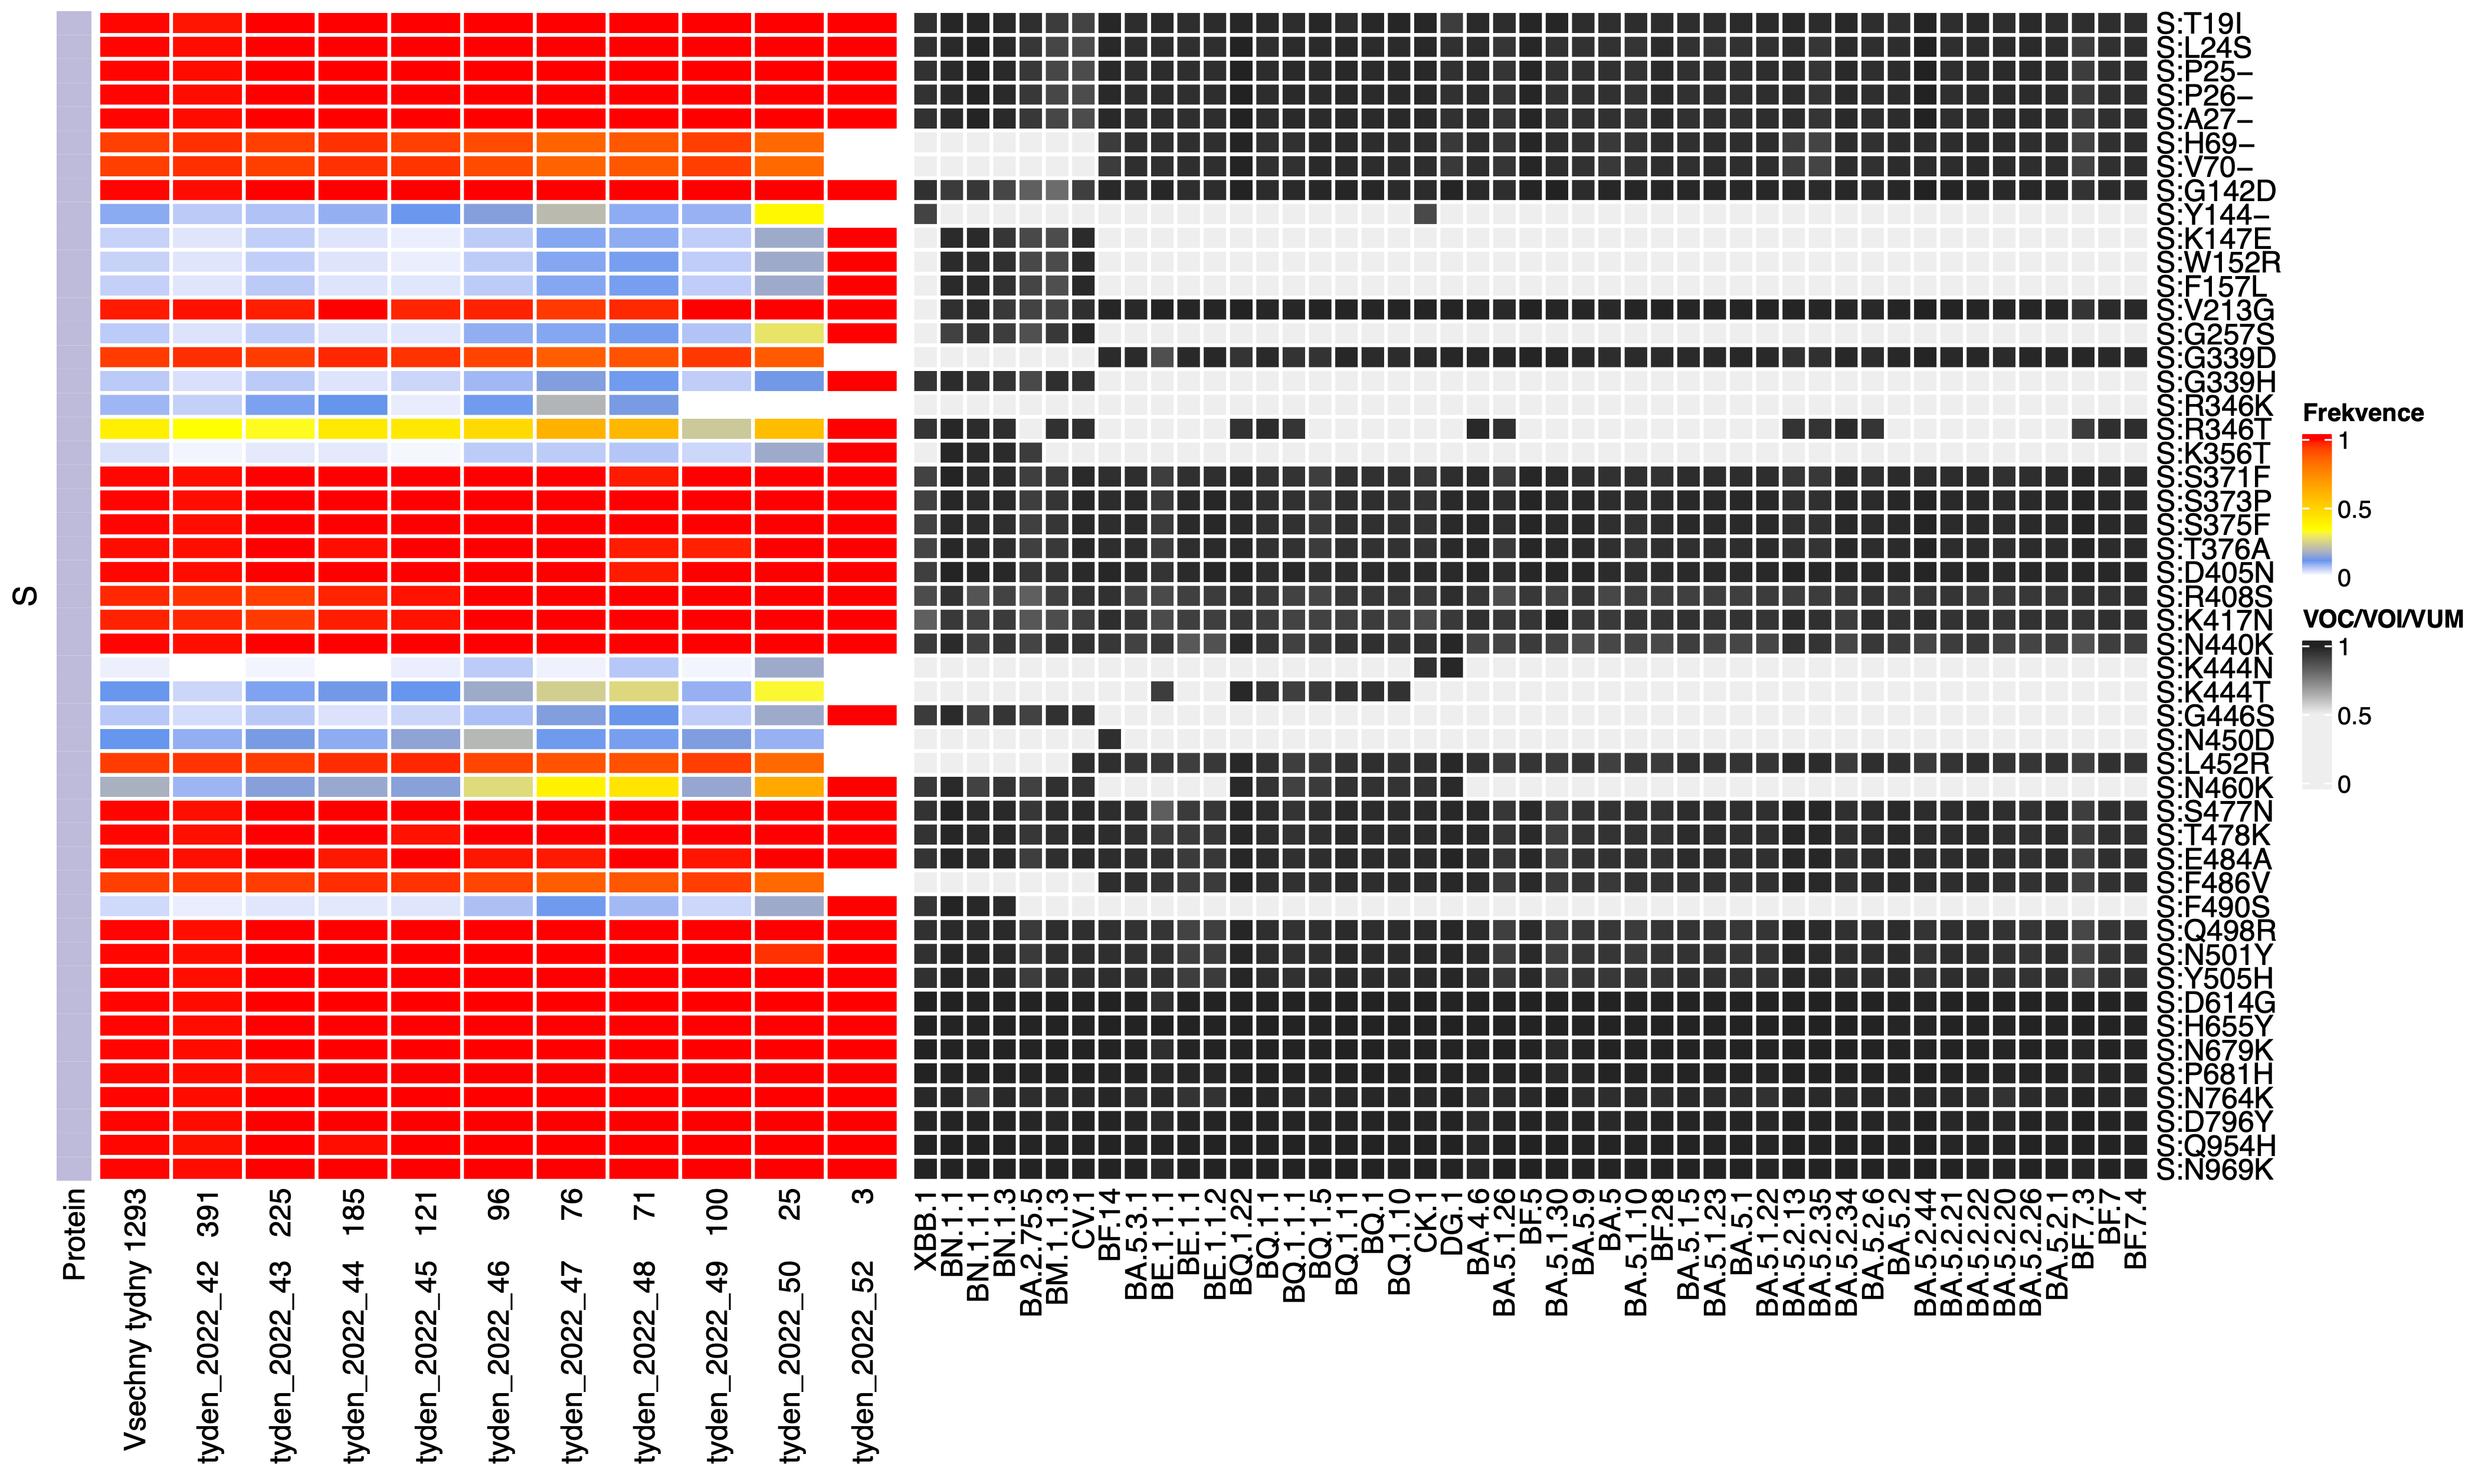 S:T19I
S:L24S
S:P25–
S:P26–
S:A27–
S:H69–
S:V70–
S:G142D
S:Y144–
S:K147E
S:W152R
S:F157L
S:V213G
S:G257S
S:G339D
S:G339H
S:R346K
S:R346T
S:K356T
S:S371F
S:S373P
S:S375F
S:T376A
S:D405N
S:R408S
S:K417N
S:N440K
S:K444N
S:K444T
S:G446S
S:N450D
S:L452R
S:N460K
S:S477N
S:T478K
S:E484A
S:F486V
S:F490S
S:Q498R
S:N501Y
S:Y505H
S:D614G
S:H655Y
S:N679K
S:P681H
S:N764K
S:D796Y
S:Q954H
S:N969K
S
Frekvence
1
0.5
0
VOC/VOI/VUM
1
0.5
0
Protein
Vsechny tydny 1293
tyden_2022_42 391
tyden_2022_43 225
tyden_2022_44 185
tyden_2022_45 121
tyden_2022_46 96
tyden_2022_47 76
tyden_2022_48 71
tyden_2022_49 100
tyden_2022_50 25
tyden_2022_52 3
XBB.1
BN.1.1
BN.1.1.1
BN.1.3
BA.2.75.5
BM.1.1.3
CV.1
BF.14
BA.5.3.1
BE.1.1.1
BE.1.1
BE.1.1.2
BQ.1.22
BQ.1.1
BQ.1.1.1
BQ.1.5
BQ.1.11
BQ.1
BQ.1.10
CK.1
DG.1
BA.4.6
BA.5.1.26
BF.5
BA.5.1.30
BA.5.9
BA.5
BA.5.1.10
BF.28
BA.5.1.5
BA.5.1.23
BA.5.1
BA.5.1.22
BA.5.2.13
BA.5.2.35
BA.5.2.34
BA.5.2.6
BA.5.2
BA.5.2.44
BA.5.2.21
BA.5.2.22
BA.5.2.20
BA.5.2.26
BA.5.2.1
BF.7.3
BF.7
BF.7.4